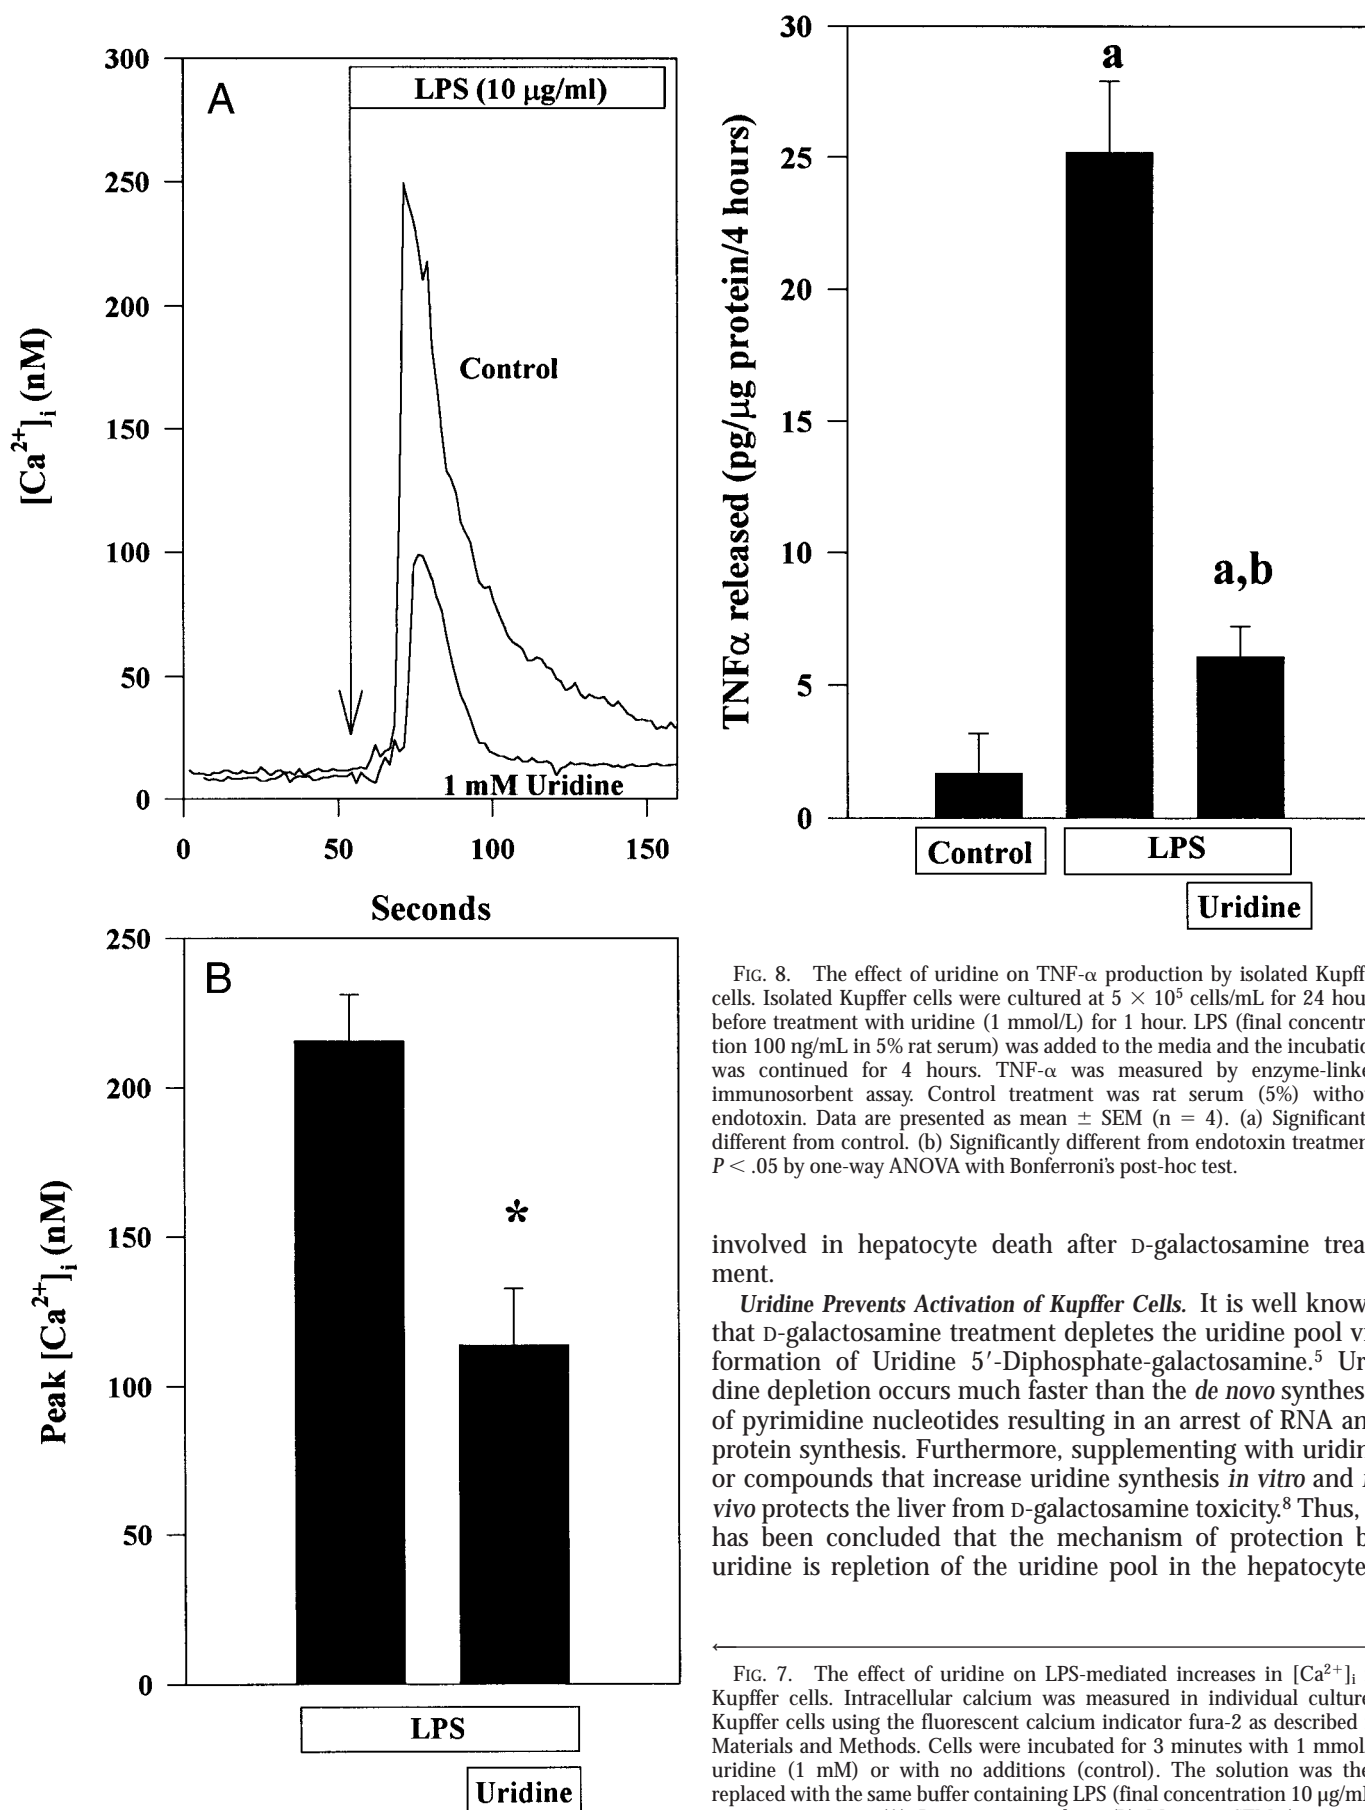 A
LPS (10 μg/ml)
300
250
200
150
100
50
0
[Ca²⁺]ᵢ (nM)
Control
1 mM Uridine
0 50 100 150
Seconds
B
250
200
150
100
50
0
Peak [Ca²⁺]ᵢ (nM)
*
LPS
Uridine
30
25
20
15
10
5
0
TNFα released (pg/μg protein/4 hours)
a
a,b
Control
LPS
Uridine
FIG. 8. The effect of uridine on TNF-α production by isolated Kupff
cells. Isolated Kupffer cells were cultured at 5 × 10⁵ cells/mL for 24 hou
before treatment with uridine (1 mmol/L) for 1 hour. LPS (final concentr
tion 100 ng/mL in 5% rat serum) was added to the media and the incubatio
was continued for 4 hours. TNF-α was measured by enzyme-linke
immunosorbent assay. Control treatment was rat serum (5%) witho
endotoxin. Data are presented as mean ± SEM (n = 4). (a) Significant
different from control. (b) Significantly different from endotoxin treatmen
P < .05 by one-way ANOVA with Bonferroni's post-hoc test.
involved in hepatocyte death after D-galactosamine trea
ment.
Uridine Prevents Activation of Kupffer Cells. It is well know
that D-galactosamine treatment depletes the uridine pool v
formation of Uridine 5′-Diphosphate-galactosamine.⁵ Ur
dine depletion occurs much faster than the de novo synthes
of pyrimidine nucleotides resulting in an arrest of RNA an
protein synthesis. Furthermore, supplementing with uridin
or compounds that increase uridine synthesis in vitro and
vivo protects the liver from D-galactosamine toxicity.⁸ Thus,
has been concluded that the mechanism of protection b
uridine is repletion of the uridine pool in the hepatocyte
←
FIG. 7. The effect of uridine on LPS-mediated increases in [Ca²⁺]ᵢ
Kupffer cells. Intracellular calcium was measured in individual culture
Kupffer cells using the fluorescent calcium indicator fura-2 as described
Materials and Methods. Cells were incubated for 3 minutes with 1 mmol
uridine (1 mM) or with no additions (control). The solution was the
replaced with the same buffer containing LPS (final concentration 10 μg/m